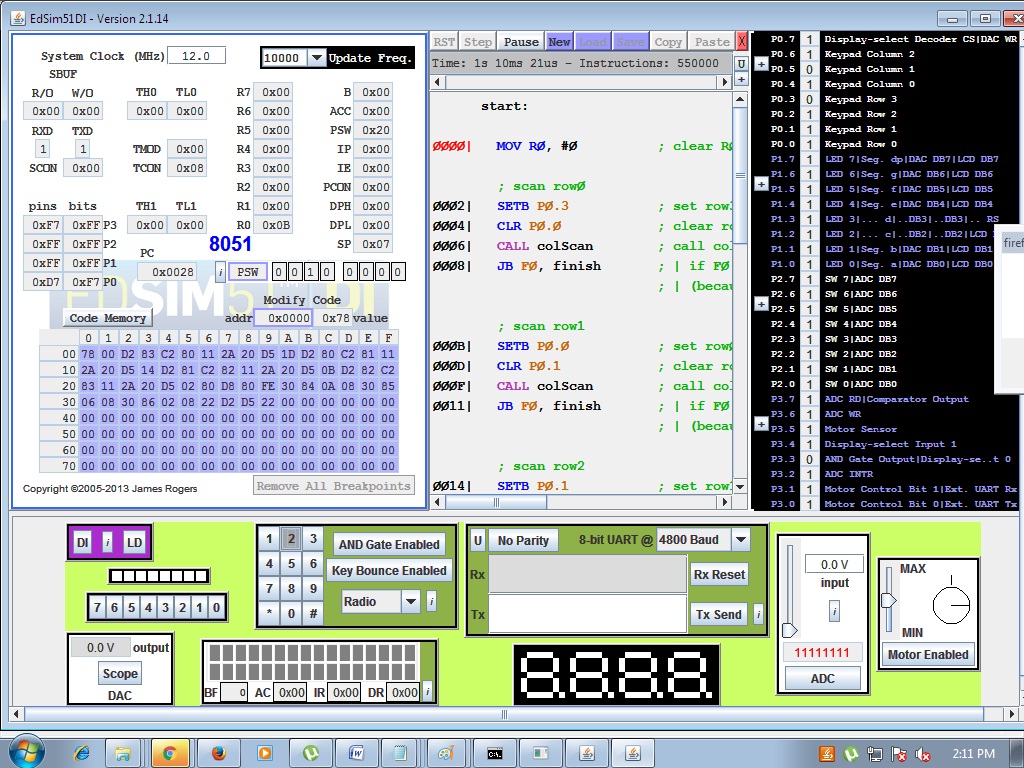 EdSim51DI - Version 2.1.14
System Clock (MHz) 12.0 10000 Update Freq.
SBUF
R/O W/O TH0 TL0 R7 0x00 B 0x00
0x00 0x00 0x00 0x00 R6 0x00 ACC 0x00
RXD TXD R5 0x00 PSW 0x20
1 1 TMOD 0x00 R4 0x00 IP 0x00
SCON 0x00 TCON 0x08 R3 0x00 IE 0x00
R2 0x00 PCON 0x00
pins bits TH1 TL1 R1 0x00 DPH 0x00
0xF7 0xFF P3 0x00 0x00 R0 0x0B DPL 0x00
0xFF 0xFF P2 8051 SP 0x07
0xFF 0xFF P1 PC
0xD7 0xF7 P0 0x0028 i PSW 0 0 1 0 0 0 0 0
EDSIM51DI
Modify Code
Code Memory addr 0x0000 0x78 value
0 1 2 3 4 5 6 7 8 9 A B C D E F
00 78 00 D2 83 C2 80 11 2A 20 D5 1D D2 80 C2 81 11
10 2A 20 D5 14 D2 81 C2 82 11 2A 20 D5 0B D2 82 C2
20 83 11 2A 20 D5 02 80 D8 80 FE 30 84 0A 08 30 85
30 06 08 30 86 02 08 22 D2 D5 22 00 00 00 00 00 00
40 00 00 00 00 00 00 00 00 00 00 00 00 00 00 00 00
50 00 00 00 00 00 00 00 00 00 00 00 00 00 00 00 00
60 00 00 00 00 00 00 00 00 00 00 00 00 00 00 00 00
70 00 00 00 00 00 00 00 00 00 00 00 00 00 00 00 00
Copyright ©2005-2013 James Rogers Remove All Breakpoints
RST Step Pause New Load Save Copy Paste X
Time: 1s 10ms 21us - Instructions: 550000 U
start:
0000| MOV R0, #0 ; clear R0
; scan row0
0002| SETB P0.3 ; set row3
0004| CLR P0.0 ; clear ro
0006| CALL colScan ; call col
0008| JB F0, finish ; | if F0
; | (becau
; scan row1
000B| SETB P0.0 ; set row0
000D| CLR P0.1 ; clear ro
000F| CALL colScan ; call col
0011| JB F0, finish ; | if F0
; | (becau
; scan row2
0014| SETB P0.1 ; set row1
P0.7 1 Display-select Decoder CS|DAC WR
P0.6 1 Keypad Column 2
P0.5 0 Keypad Column 1
P0.4 1 Keypad Column 0
P0.3 0 Keypad Row 3
P0.2 1 Keypad Row 2
P0.1 1 Keypad Row 1
P0.0 1 Keypad Row 0
P1.7 1 LED 7|Seg. dp|DAC DB7|LCD DB7
P1.6 1 LED 6|Seg. g|DAC DB6|LCD DB6
P1.5 1 LED 5|Seg. f|DAC DB5|LCD DB5
P1.4 1 LED 4|Seg. e|DAC DB4|LCD DB4
P1.3 1 LED 3|... d|..DB3|..DB3|.. RS
P1.2 1 LED 2|... c|..DB2|..DB2|LCD
P1.1 1 LED 1|Seg. b|DAC DB1|LCD DB1
P1.0 1 LED 0|Seg. a|DAC DB0|LCD DB0
P2.7 1 SW 7|ADC DB7
P2.6 1 SW 6|ADC DB6
P2.5 1 SW 5|ADC DB5
P2.4 1 SW 4|ADC DB4
P2.3 1 SW 3|ADC DB3
P2.2 1 SW 2|ADC DB2
P2.1 1 SW 1|ADC DB1
P2.0 1 SW 0|ADC DB0
P3.7 1 ADC RD|Comparator Output
P3.6 1 ADC WR
P3.5 1 Motor Sensor
P3.4 1 Display-select Input 1
P3.3 0 AND Gate Output|Display-se..t 0
P3.2 1 ADC INTR
P3.1 1 Motor Control Bit 1|Ext. UART Rx
P3.0 1 Motor Control Bit 0|Ext. UART Tx
firef
DI i LD
7 6 5 4 3 2 1 0
0.0 V output
Scope
DAC
1 2 3 AND Gate Enabled
4 5 6 Key Bounce Enabled
7 8 9 Radio i
* 0 #
BF 0 AC 0x00 IR 0x00 DR 0x00 i
U No Parity 8-bit UART @ 4800 Baud
Rx Rx Reset
Tx Tx Send i
8.8.8.8.
0.0 V
input
i
11111111
ADC
MAX
MIN
Motor Enabled
2:11 PM